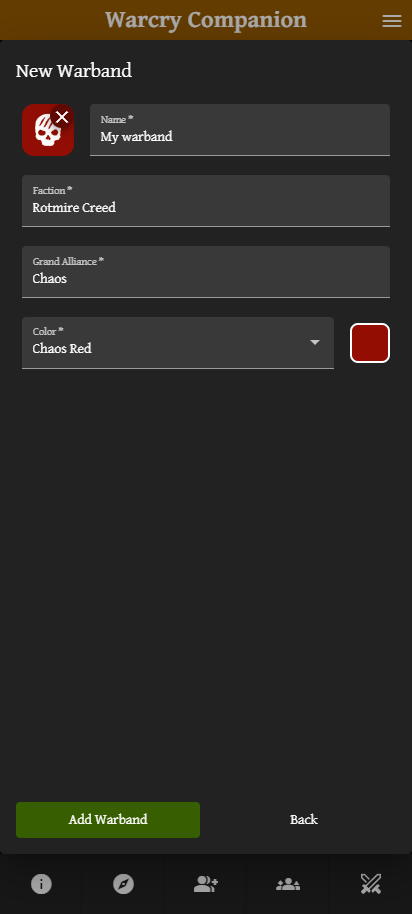 Warcry Companion
New Warband
Name *
My warband
Faction *
Rotmire Creed
Grand Alliance *
Chaos
Color *
Chaos Red
Add Warband
Back